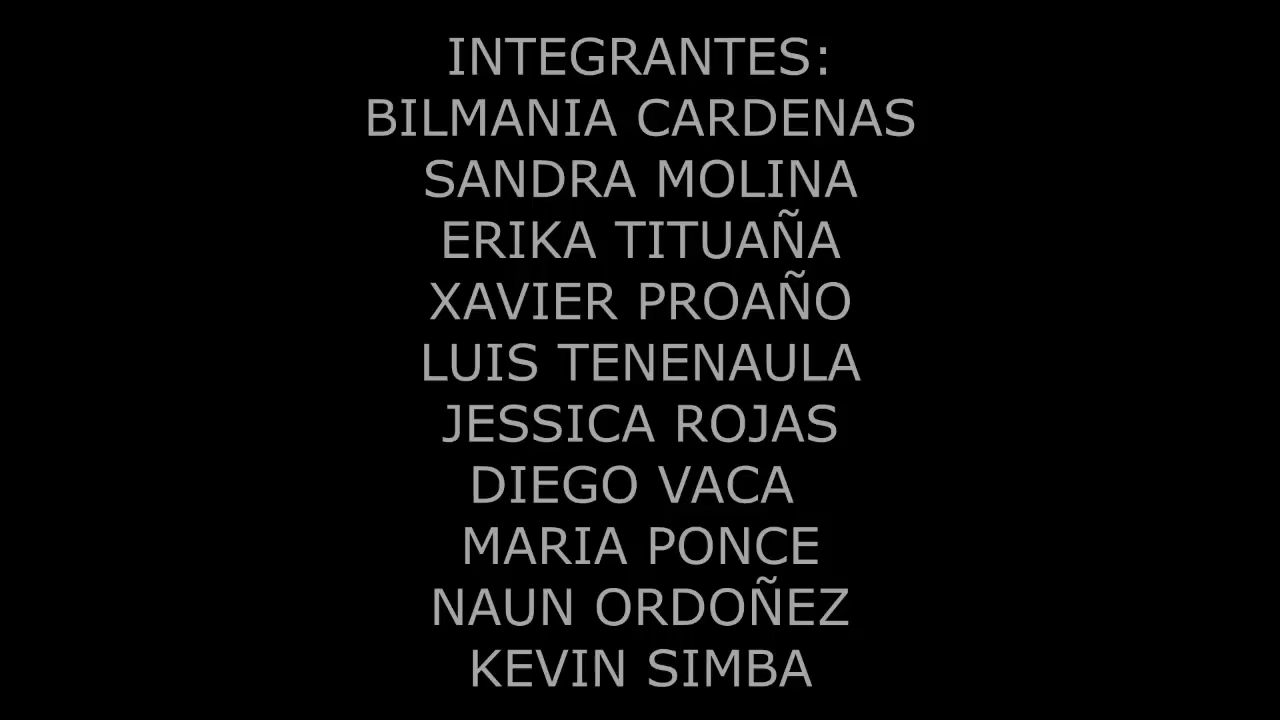 INTEGRANTES:
BILMANIA CARDENAS
SANDRA MOLINA
ERIKA TITUAÑA
XAVIER PROAÑO
LUIS TENENAULA
JESSICA ROJAS
DIEGO VACA
MARIA PONCE
NAUN ORDOÑEZ
KEVIN SIMBA